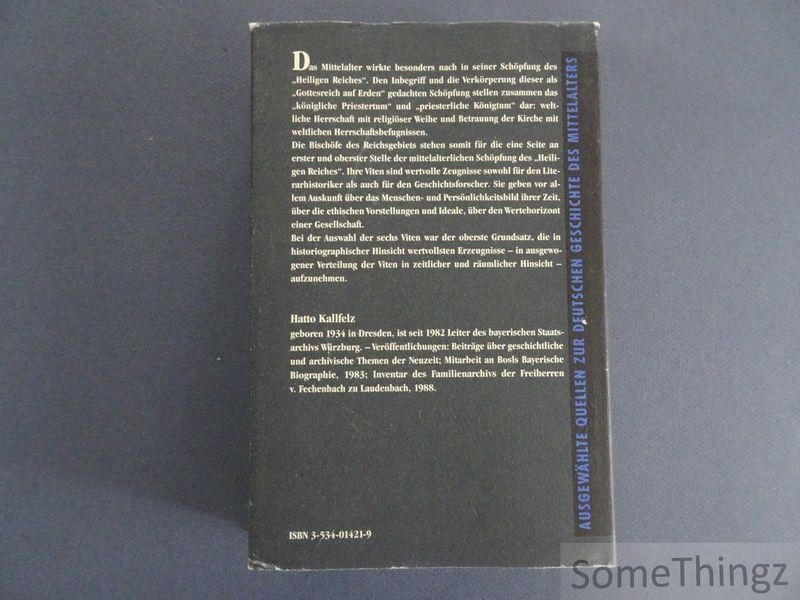 Das Mittelalter wirkte besonders nach in seiner Schöpfung des
„Heiligen Reiches“. Den Inbegriff und die Verkörperung dieser als
„Gottesreich auf Erden“ gedachten Schöpfung stellen zusammen das
„königliche Priestertum“ und „priesterliche Königtum“ dar: welt-
liche Herrschaft mit religiöser Weihe und Betrauung der Kirche mit
weltlichen Herrschaftsbefugnissen.
Die Bischöfe des Reichsgebiets stehen somit für die eine Seite an
erster und oberster Stelle der mittelalterlichen Schöpfung des „Heili-
gen Reiches“. Ihre Viten sind wertvolle Zeugnisse sowohl für den Lite-
rarhistoriker als auch für den Geschichtsforscher. Sie geben vor al-
lem Auskunft über das Menschen- und Persönlichkeitsbild ihrer Zeit,
über die ethischen Vorstellungen und Ideale, über den Wertehorizont
einer Gesellschaft.
Bei der Auswahl der sechs Viten war der oberste Grundsatz, die in
historiographischer Hinsicht wertvollsten Erzeugnisse – in ausgewo-
gener Verteilung der Viten in zeitlicher und räumlicher Hinsicht –
aufzunehmen.
Hatto Kallfelz
geboren 1934 in Dresden, ist seit 1982 Leiter des bayerischen Staats-
archivs Würzburg. – Veröffentlichungen: Beiträge über geschichtliche
und archivische Themen der Neuzeit; Mitarbeit an Bosls Bayerische
Biographie, 1983; Inventar des Familienarchivs der Freiherren
v. Fechenbach zu Laudenbach, 1988.
ISBN 3-534-01421-9
AUSGEWÄHLTE QUELLEN ZUR DEUTSCHEN GESCHICHTE DES MITTELALTERS
SomeThingz